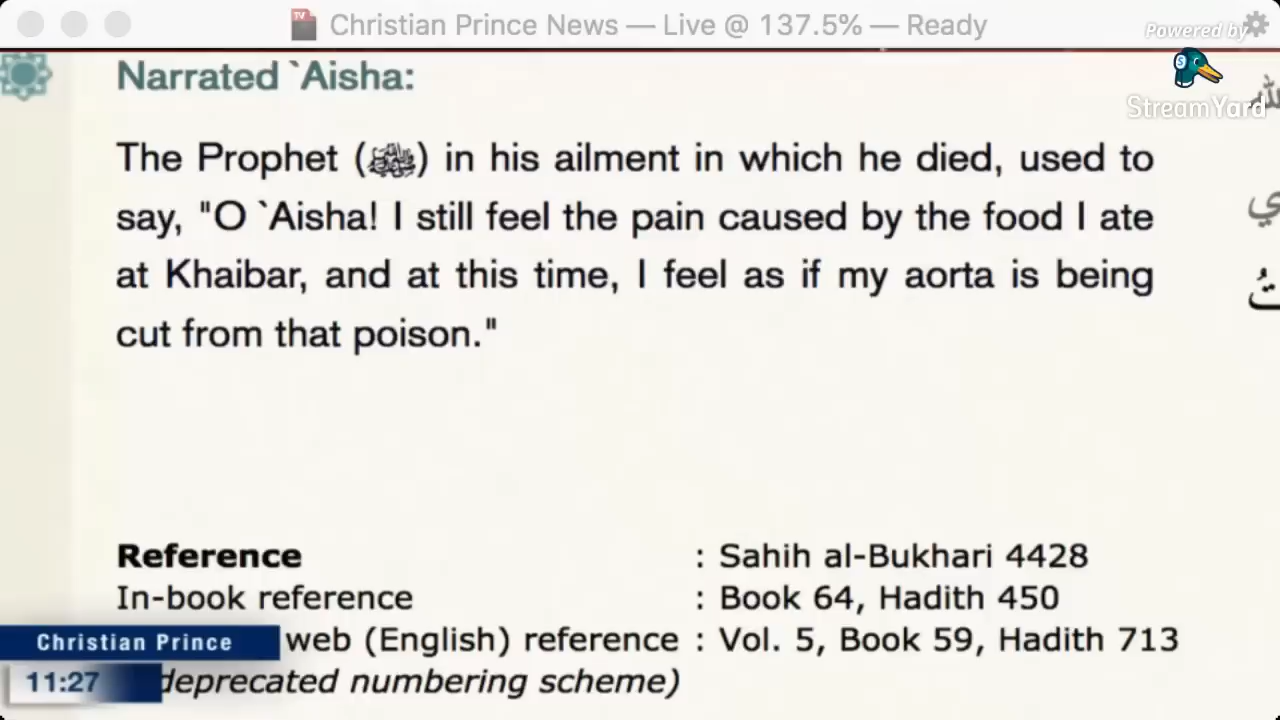 Christian Prince News — Live @ 137.5% — Ready
Powered by
StreamYard
Narrated `Aisha:
The Prophet (ﷺ) in his ailment in which he died, used to
say, "O `Aisha! I still feel the pain caused by the food I ate
at Khaibar, and at this time, I feel as if my aorta is being
cut from that poison."
Reference : Sahih al-Bukhari 4428
In-book reference : Book 64, Hadith 450
web (English) reference : Vol. 5, Book 59, Hadith 713
deprecated numbering scheme)
Christian Prince
11:27